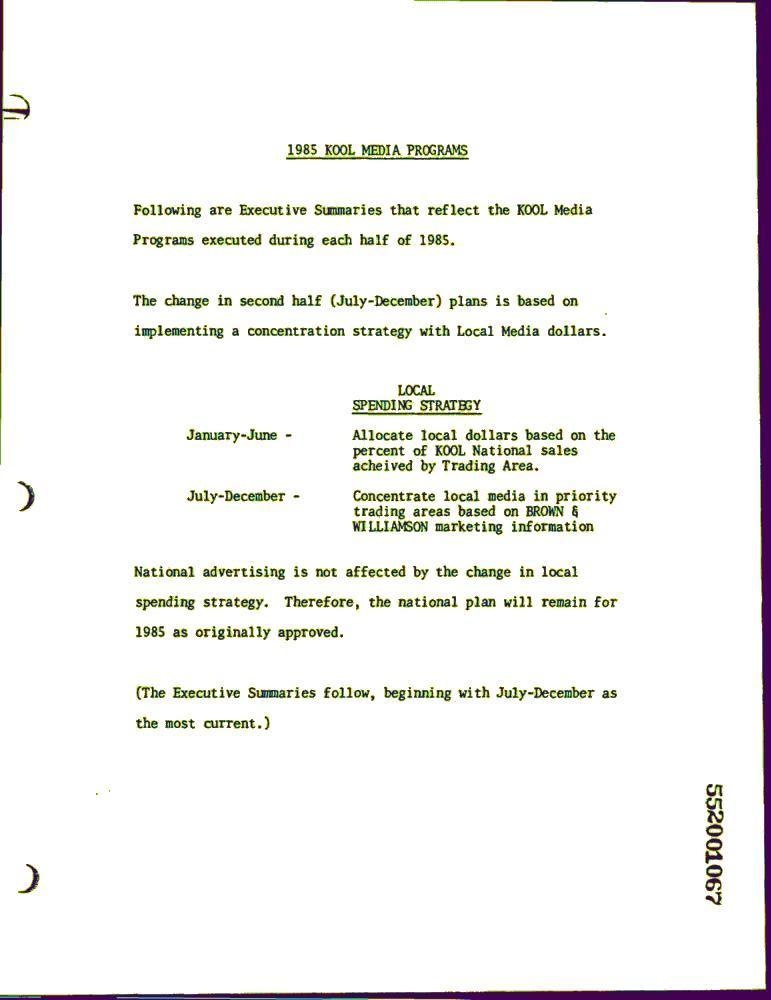 1985 KOOL MEDIA PROGRAMS
Following are Executive Summaries that reflect the KOOL Media
Programs executed during each half of 1985.
The change in second half (July-December) plans is based on
implementing a concentration strategy with Local Media dollars.
LOCAL
SPENDING STRATEGY
January-June - Allocate local dollars based on the
percent of KOOL National sales
acheived by Trading Area.
July-December - Concentrate local media in priority
trading areas based on BROWN &
WILLIAMSON marketing information
National advertising is not affected by the change in local
spending strategy. Therefore, the national plan will remain for
1985 as originally approved.
(The Executive Summaries follow, beginning with July-December as
the most current.)
552001067